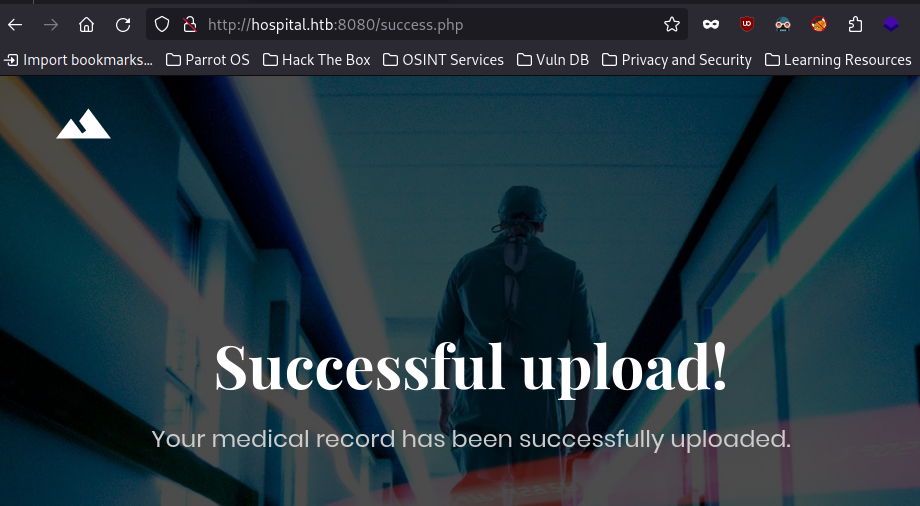 http://hospital.htb:8080/success.php
Import bookmarks... Parrot OS Hack The Box OSINT Services Vuln DB Privacy and Security Learning Resources
Successful upload!
Your medical record has been successfully uploaded.